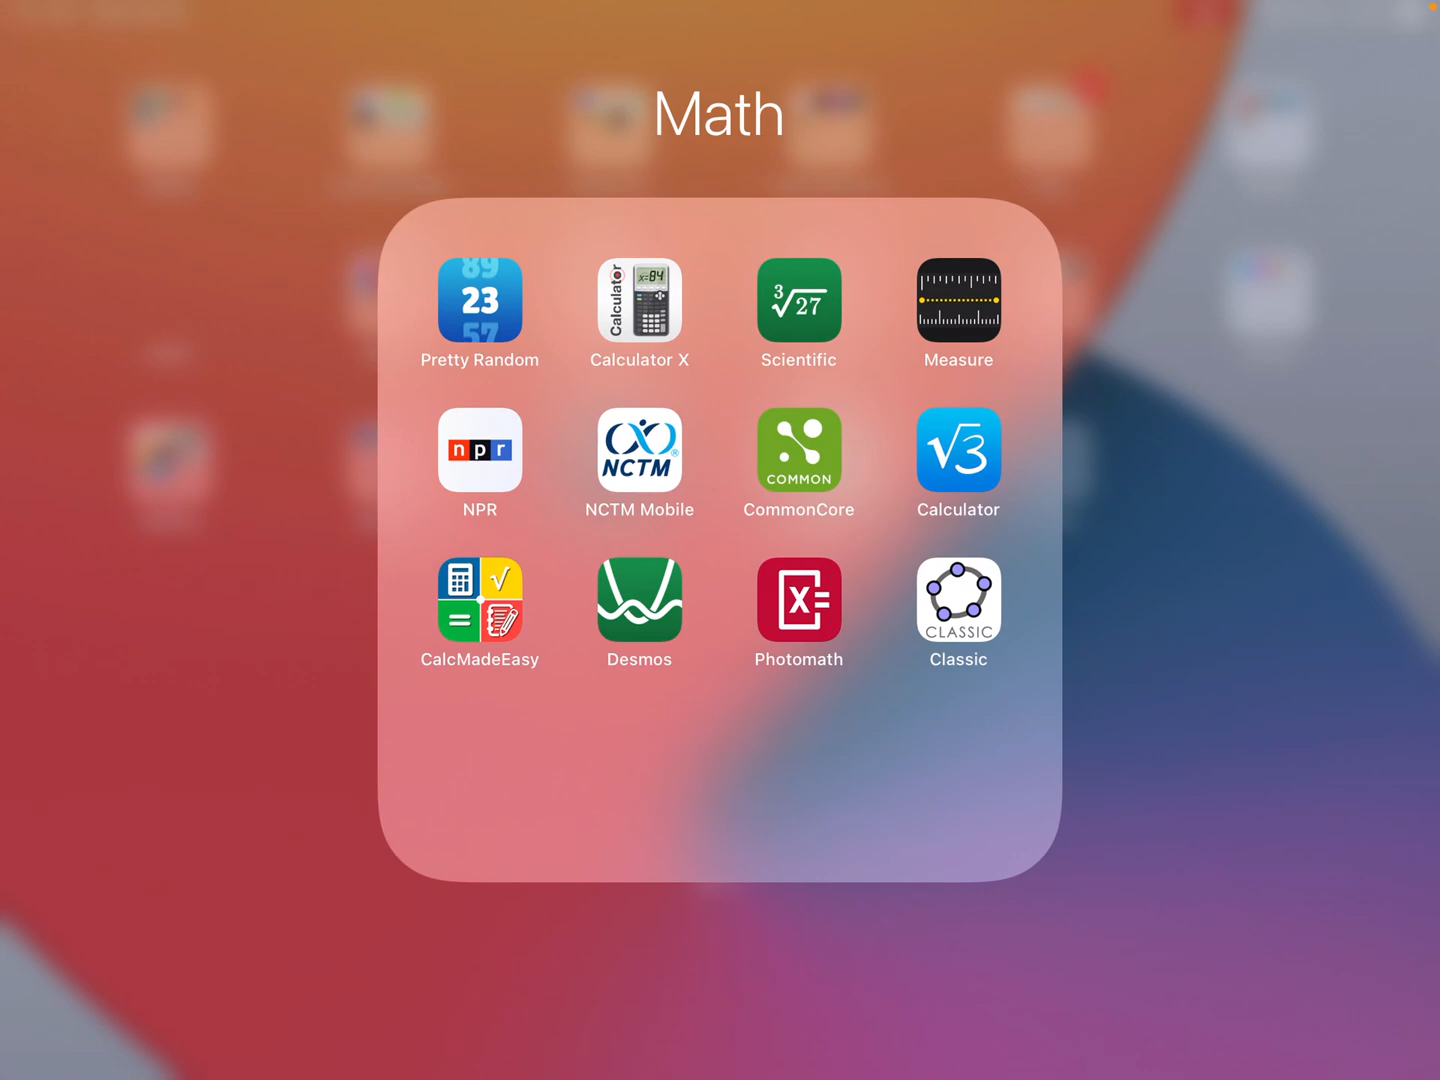 Math
89
23
57
Pretty Random
Calculator
x=84
Calculator X
3√27
Scientific
Measure
npr
NPR
NCTM®
NCTM Mobile
COMMON
CommonCore
√3
Calculator
√
=
CalcMadeEasy
Desmos
X=
Photomath
CLASSIC
Classic